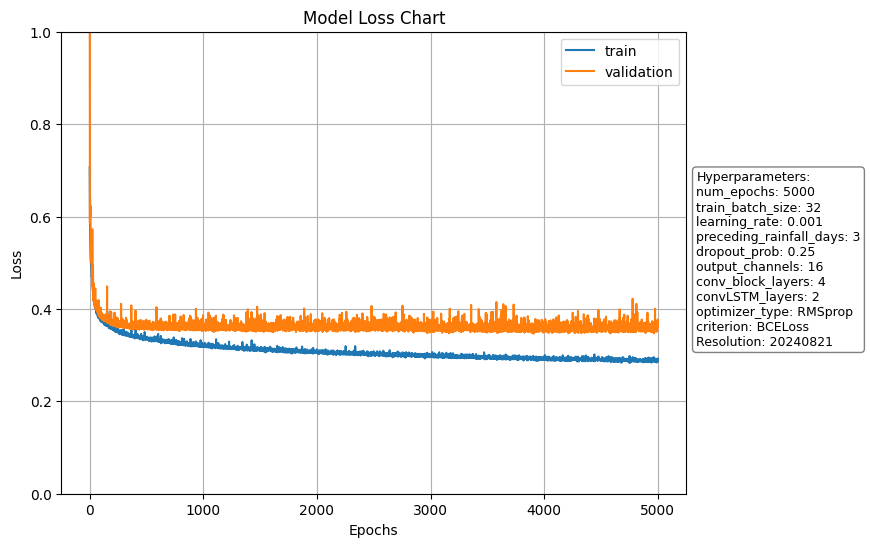 Model Loss Chart
1.0
0.8
0.6
0.4
0.2
0.0
Loss
0
1000
2000
3000
4000
5000
Epochs
train
validation
Hyperparameters:
num_epochs: 5000
train_batch_size: 32
learning_rate: 0.001
preceding_rainfall_days: 3
dropout_prob: 0.25
output_channels: 16
conv_block_layers: 4
convLSTM_layers: 2
optimizer_type: RMSprop
criterion: BCELoss
Resolution: 20240821